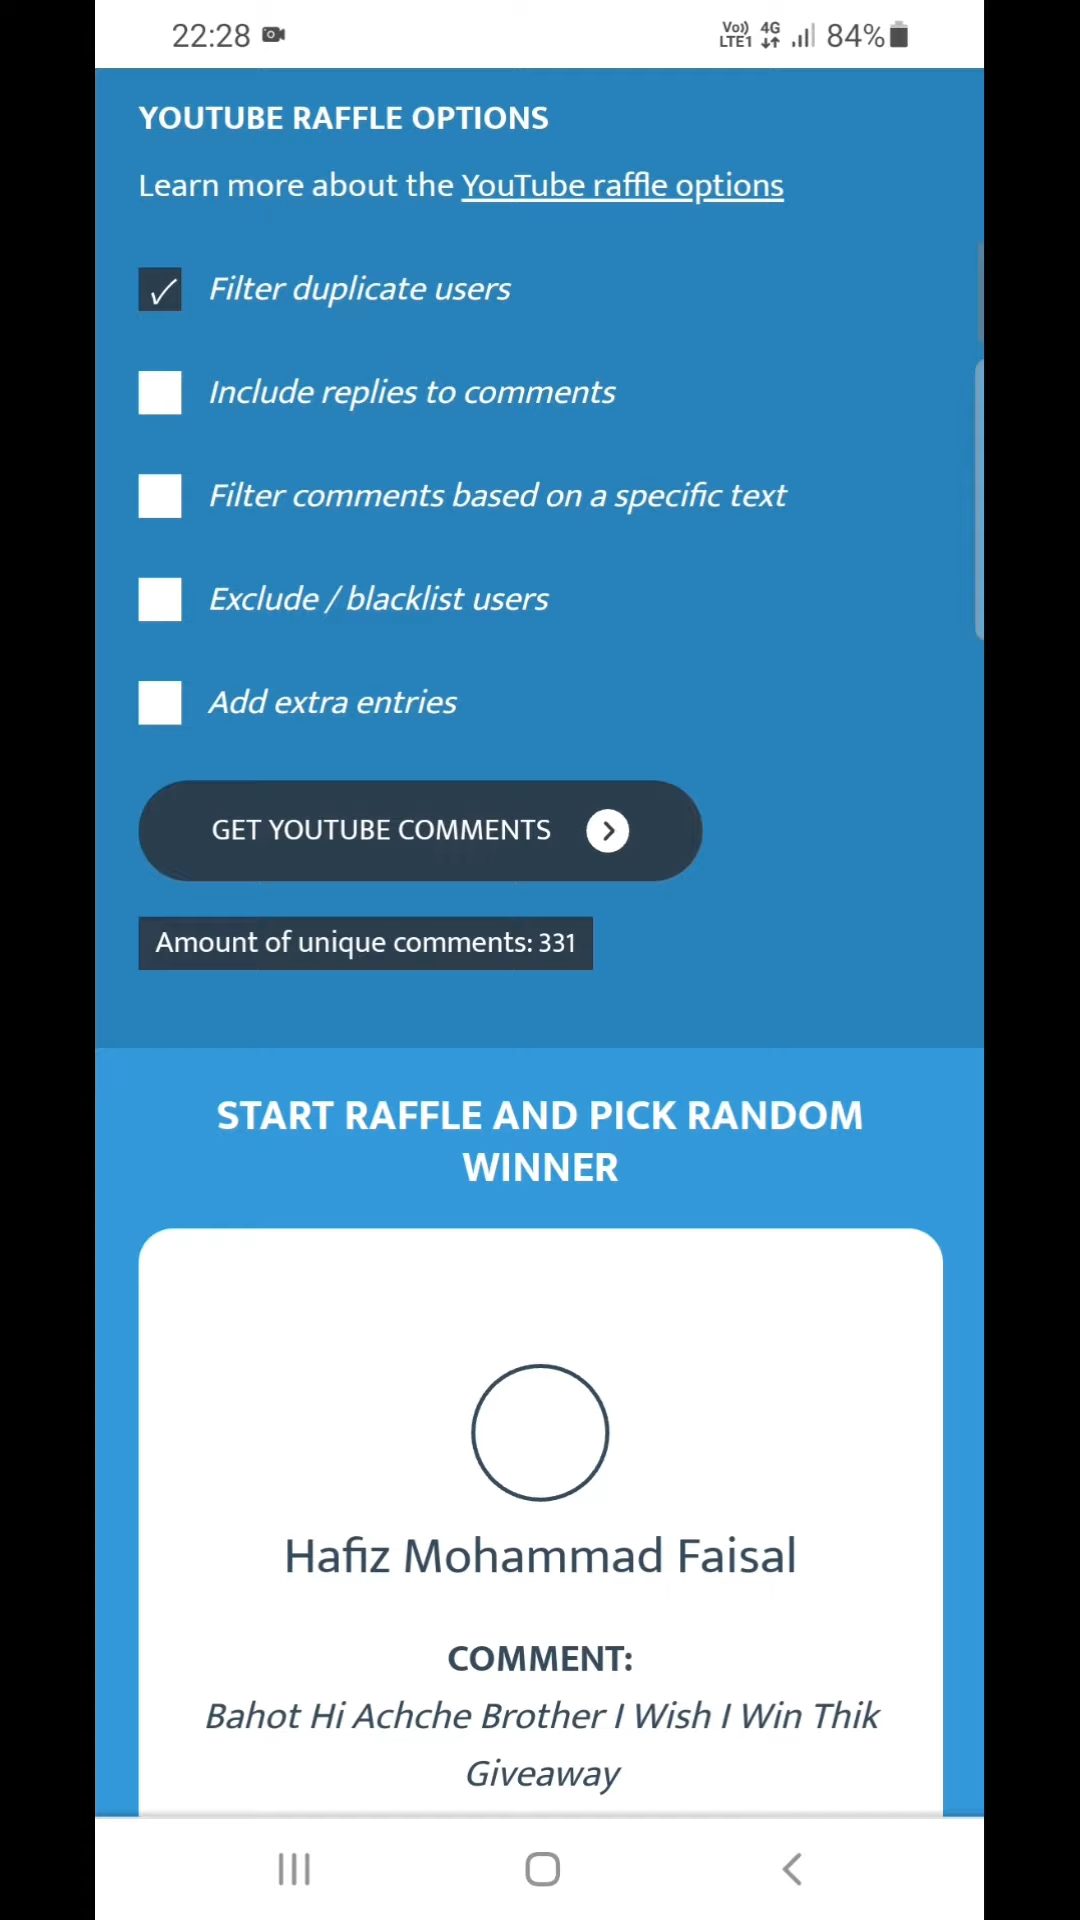 22:28
Vo)) LTE1 4G 84%
YOUTUBE RAFFLE OPTIONS
Learn more about the YouTube raffle options
Filter duplicate users
Include replies to comments
Filter comments based on a specific text
Exclude / blacklist users
Add extra entries
GET YOUTUBE COMMENTS
Amount of unique comments: 331
START RAFFLE AND PICK RANDOM
WINNER
Hafiz Mohammad Faisal
COMMENT:
Bahot Hi Achche Brother I Wish I Win Thik
Giveaway